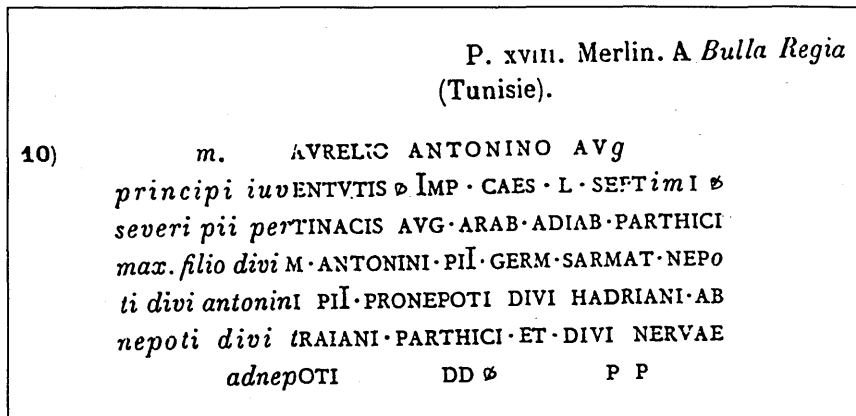 P. XVIII. Merlin. A Bulla Regia
(Tunisie).
10) m. AVRELIO ANTONINO AVg
principi iuvENTVTIS ⌀ IMP · CAES · L · SEPTimI ⌀
severi pii perTINACIS AVG·ARAB·ADIAB·PARTHICI
max. filio divi M·ANTONINI·PII·GERM·SARMAT·NEPo
ti divi antoninI PII·PRONEPOTI DIVI HADRIANI·AB
nepoti divi tRAIANI·PARTHICI·ET·DIVI NERVAE
adnepOTI DD ⌀ P P